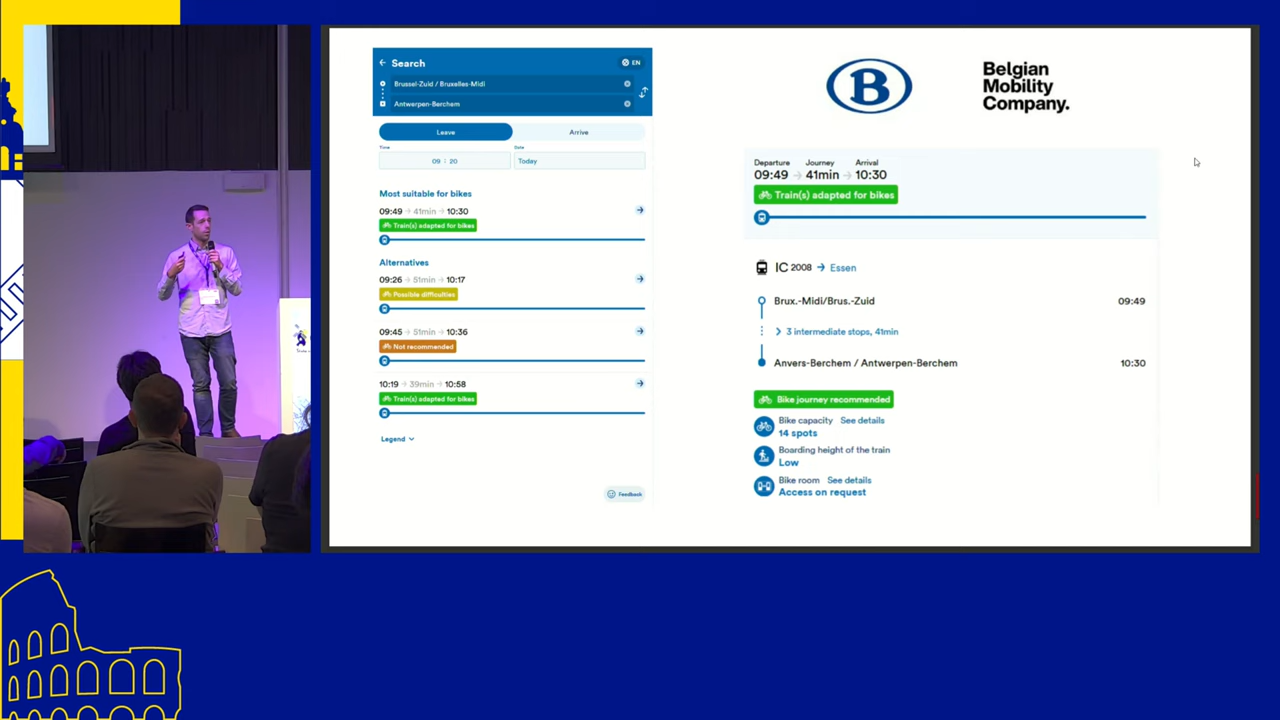 Search
EN
Brussel-Zuid / Bruxelles-Midi
Antwerpen-Berchem
Leave
Arrive
Time
Date
09 : 20
Today
Most suitable for bikes
09:49 → 41min → 10:30
Train(s) adapted for bikes
Alternatives
09:26 → 51min → 10:17
Possible difficulties
09:45 → 51min → 10:36
Not recommended
10:19 → 39min → 10:58
Train(s) adapted for bikes
Legend
Feedback
B
Belgian
Mobility
Company.
Departure Journey Arrival
09:49 → 41min → 10:30
Train(s) adapted for bikes
IC 2008 → Essen
Brux.-Midi/Brus.-Zuid 09:49
3 intermediate stops, 41min
Anvers-Berchem / Antwerpen-Berchem 10:30
Bike journey recommended
Bike capacity See details
14 spots
Boarding height of the train
Low
Bike room See details
Access on request